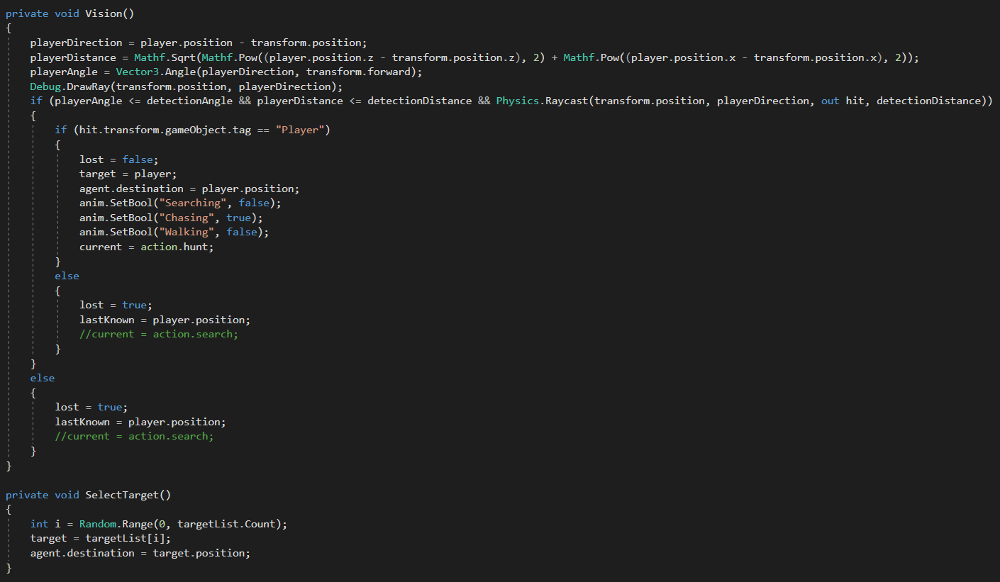 private void Vision()
{
    playerDirection = player.position - transform.position;
    playerDistance = Mathf.Sqrt(Mathf.Pow((player.position.z - transform.position.z), 2) + Mathf.Pow((player.position.x - transform.position.x), 2));
    playerAngle = Vector3.Angle(playerDirection, transform.forward);
    Debug.DrawRay(transform.position, playerDirection);
    if (playerAngle <= detectionAngle && playerDistance <= detectionDistance && Physics.Raycast(transform.position, playerDirection, out hit, detectionDistance))
    {
        if (hit.transform.gameObject.tag == "Player")
        {
            lost = false;
            target = player;
            agent.destination = player.position;
            anim.SetBool("Searching", false);
            anim.SetBool("Chasing", true);
            anim.SetBool("Walking", false);
            current = action.hunt;
        }
        else
        {
            lost = true;
            lastKnown = player.position;
            //current = action.search;
        }
    }
    else
    {
        lost = true;
        lastKnown = player.position;
        //current = action.search;
    }
}

private void SelectTarget()
{
    int i = Random.Range(0, targetList.Count);
    target = targetList[i];
    agent.destination = target.position;
}